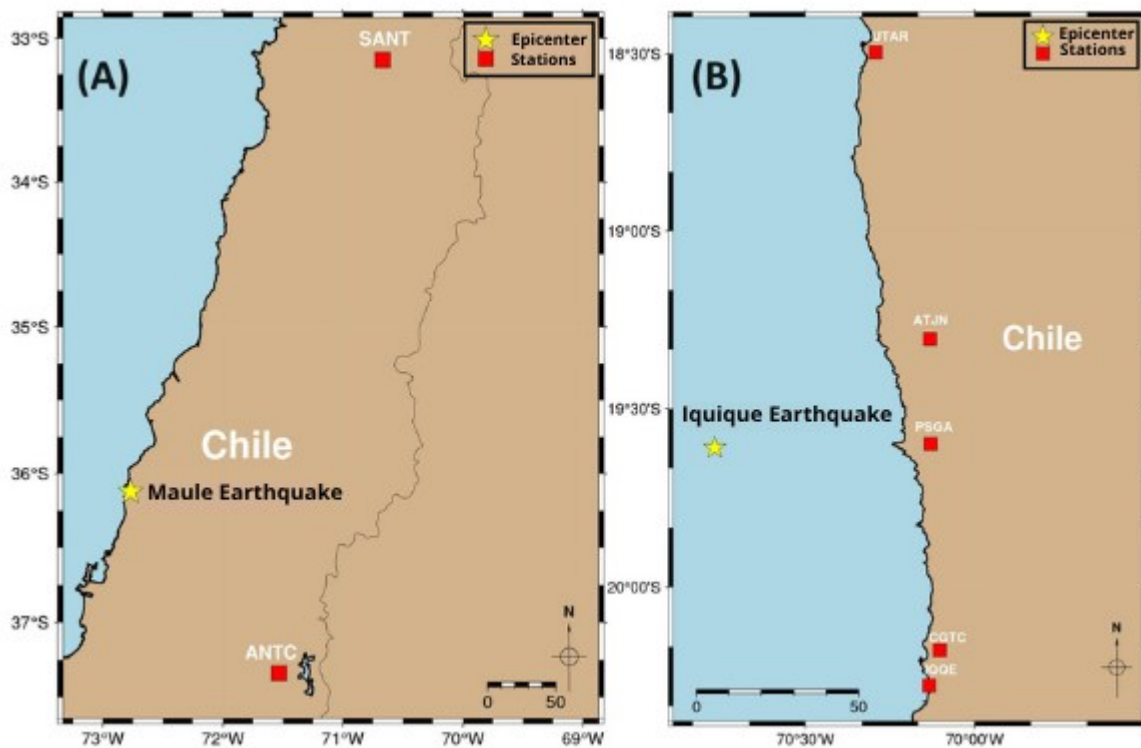 (A)
SANT
Epicenter
Stations
33°S
34°S
35°S
36°S
37°S
Chile
Maule Earthquake
ANTC
N
0 50
73°W 72°W 71°W 70°W 69°W
(B)
UTAR
Epicenter
Stations
18°30'S
19°00'S
19°30'S
20°00'S
ATJN
Chile
Iquique Earthquake
PSGA
CGTC
N
0 50
70°30'W 70°00'W